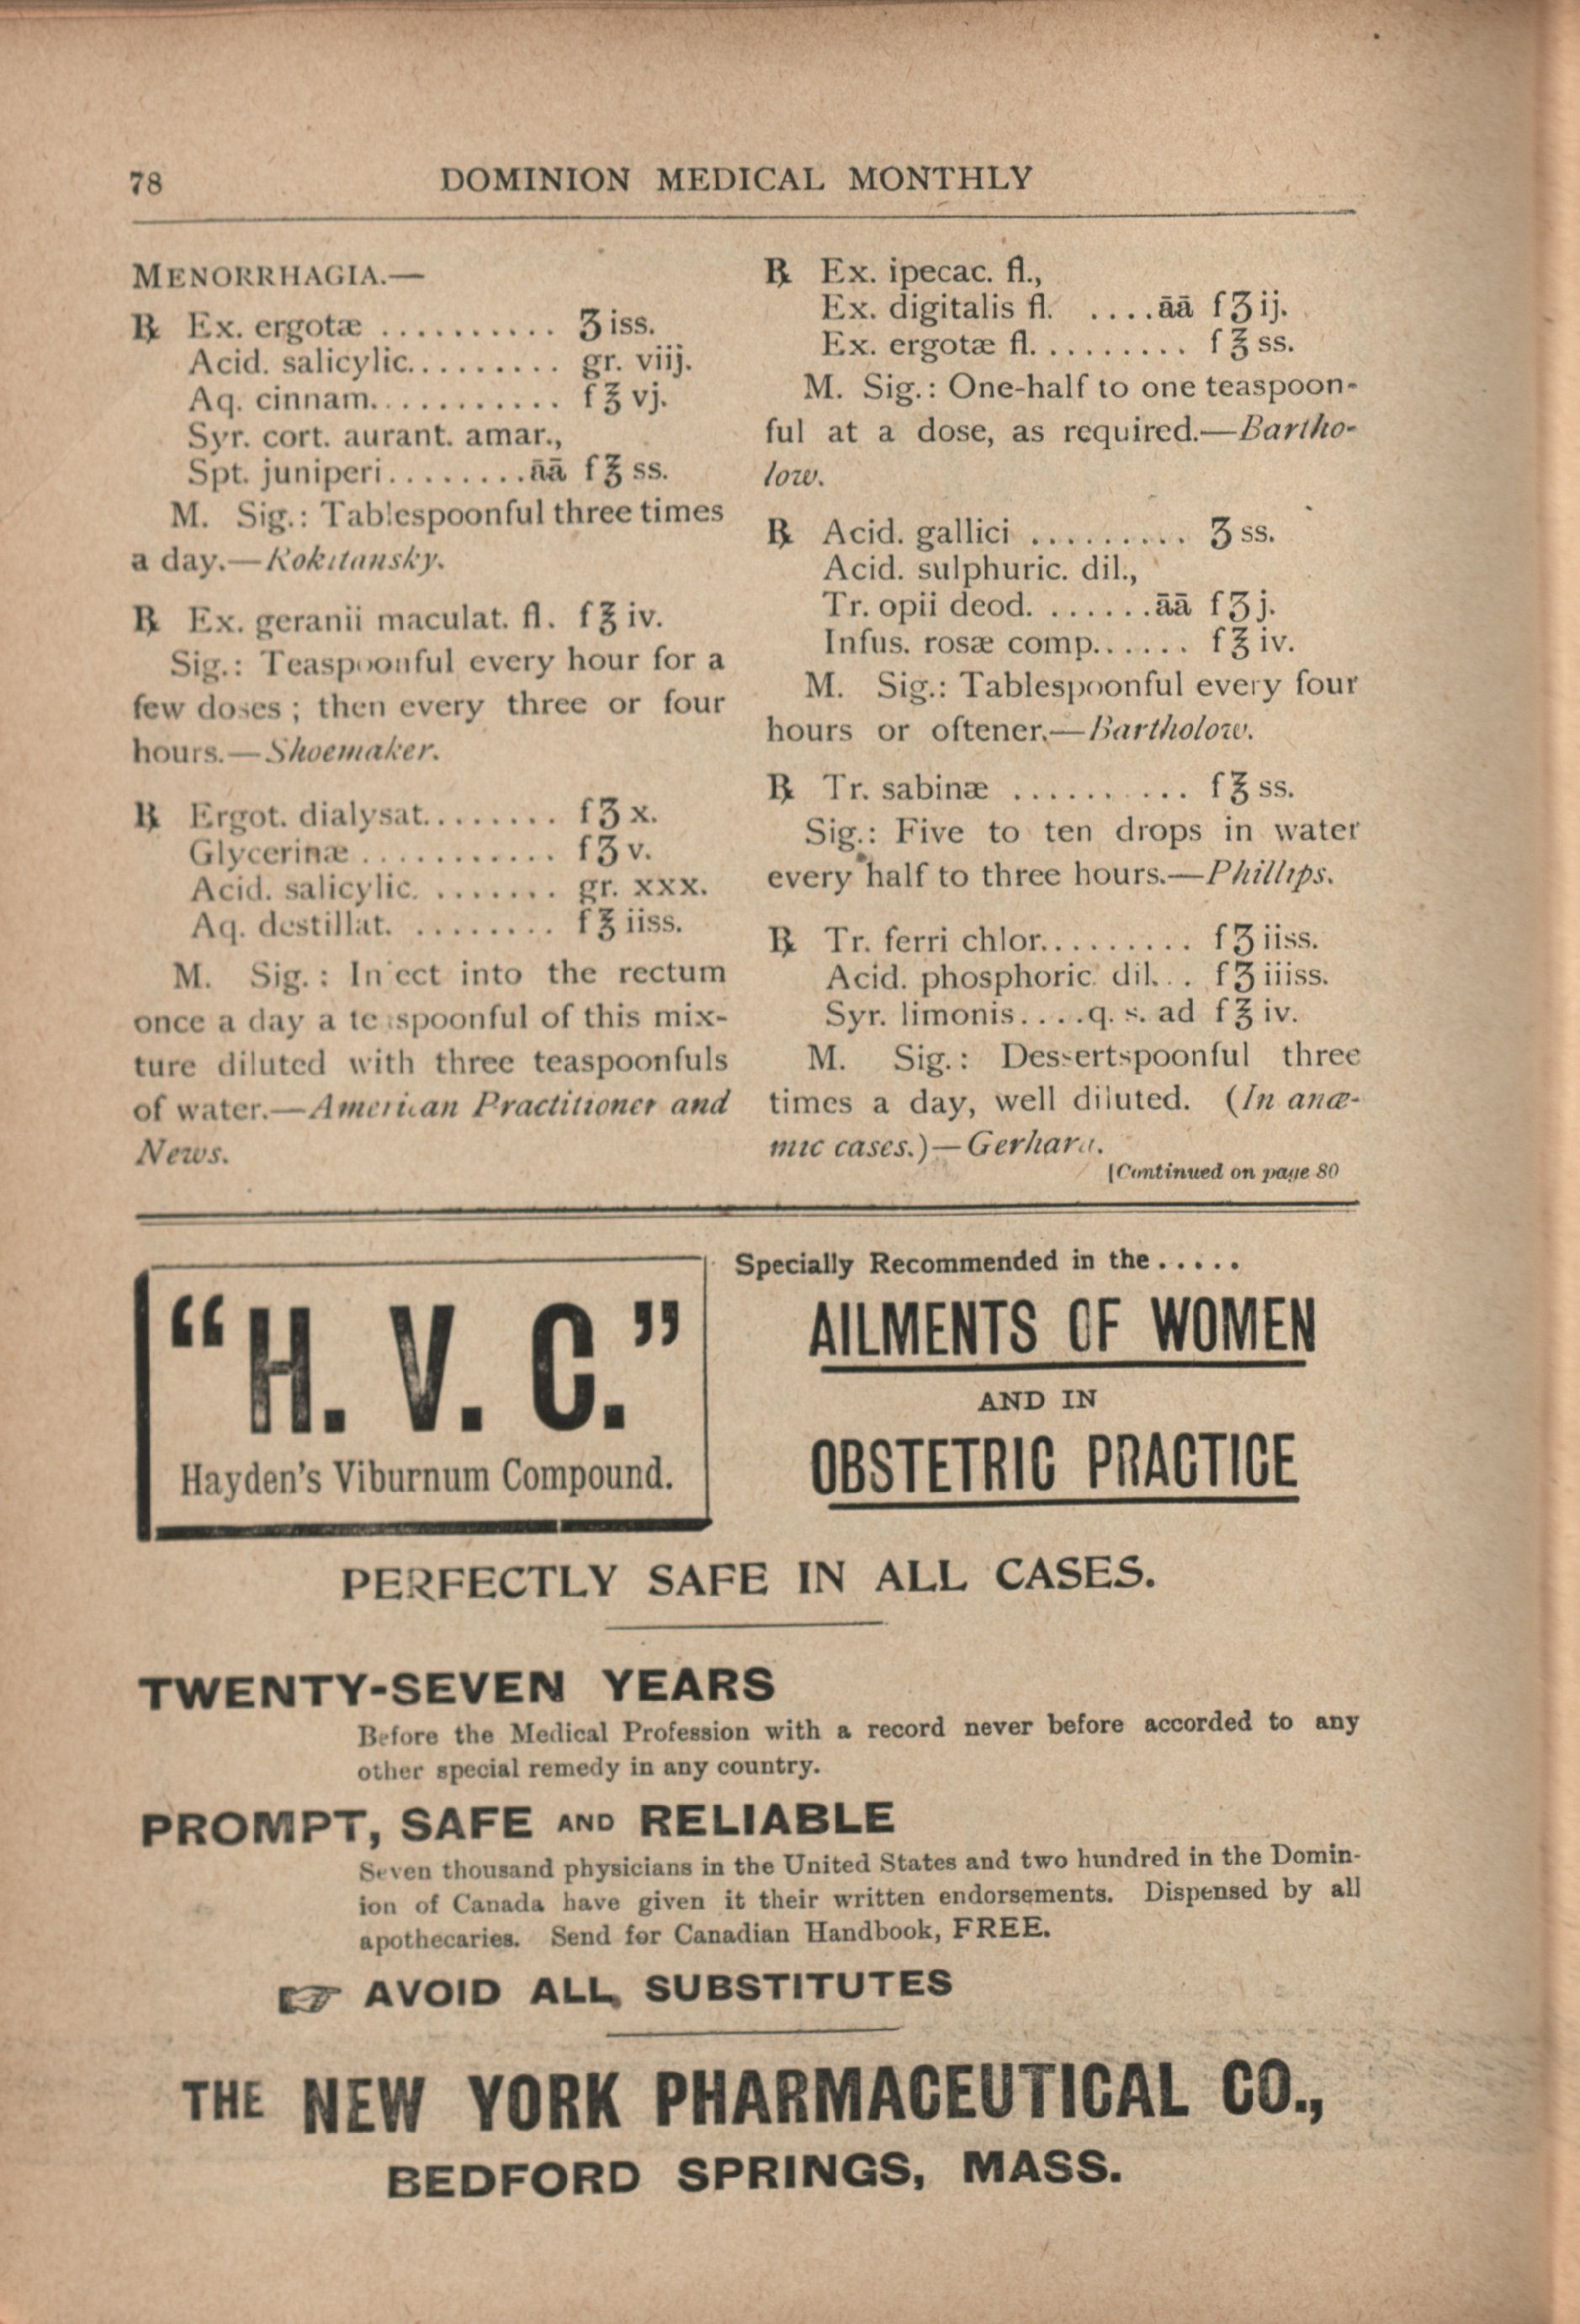 78 DOMINION MEDICAL MONTHLY
MENORRHAGIA.—
℞ Ex. ergotæ .......... ʒ iss.
Acid. salicylic.......... gr. viij.
Aq. cinnam............ f ℥ vj.
Syr. cort. aurant. amar.,
Spt. juniperi........āā f ℥ ss.
M. Sig.: Tablespoonful three times
a day.—Rokitansky.
℞ Ex. geranii maculat. fl. f ℥ iv.
Sig.: Teaspoonful every hour for a
few doses ; then every three or four
hours.—Shoemaker.
℞ Ergot. dialysat........ f ʒ x.
Glycerinæ ........... f ʒ v.
Acid. salicylic. ....... gr. xxx.
Aq. destillat. ........ f ℥ iiss.
M. Sig.: In ect into the rectum
once a day a te spoonful of this mix-
ture diluted with three teaspoonfuls
of water.—American Practitioner and
News.
℞ Ex. ipecac. fl.,
Ex. digitalis fl. ....āā f ʒ ij.
Ex. ergotæ fl. ........ f ℥ ss.
M. Sig.: One-half to one teaspoon-
ful at a dose, as required.—Bartho-
low.
℞ Acid. gallici ......... ʒ ss.
Acid. sulphuric. dil.,
Tr. opii deod. ......āā f ʒ j.
Infus. rosæ comp...... f ℥ iv.
M. Sig.: Tablespoonful every four
hours or oftener.—Bartholow.
℞ Tr. sabinæ .......... f ℥ ss.
Sig.: Five to ten drops in water
every half to three hours.—Phillips.
℞ Tr. ferri chlor......... f ʒ iiss.
Acid. phosphoric. dil... f ʒ iiiss.
Syr. limonis....q. s. ad f ℥ iv.
M. Sig.: Dessertspoonful three
times a day, well diluted. (In anæ-
mic cases.)—Gerhard.
(Continued on page 80
"H. V. C."
Hayden's Viburnum Compound.
Specially Recommended in the .....
AILMENTS OF WOMEN
AND IN
OBSTETRIC PRACTICE
PERFECTLY SAFE IN ALL CASES.
TWENTY-SEVEN YEARS
Before the Medical Profession with a record never before accorded to any
other special remedy in any country.
PROMPT, SAFE AND RELIABLE
Seven thousand physicians in the United States and two hundred in the Domin-
ion of Canada have given it their written endorsements. Dispensed by all
apothecaries. Send for Canadian Handbook, FREE.
☞ AVOID ALL SUBSTITUTES
THE NEW YORK PHARMACEUTICAL CO.,
BEDFORD SPRINGS, MASS.